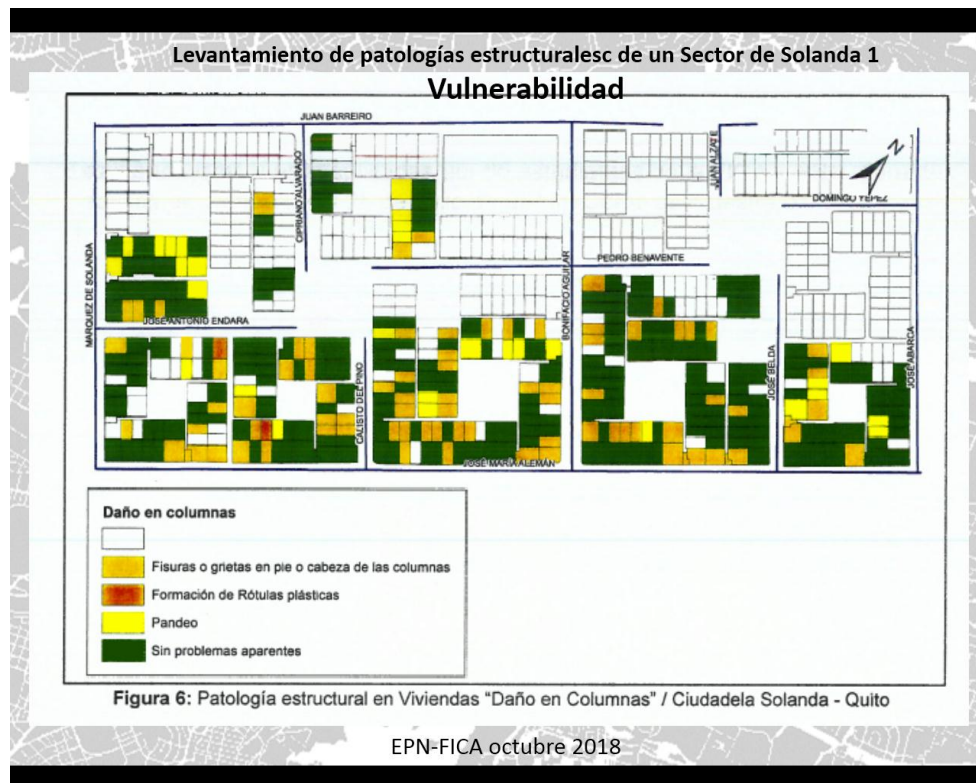 Levantamiento de patologías estructuralesc de un Sector de Solanda 1
Vulnerabilidad
JUAN BARREIRO
JUAN ALZATE
N
CIPRIANO ALVARADO
DOMINGO YEPEZ
MARQUEZ DE SOLANDA
PEDRO BENAVENTE
BONIFACIO AGUILAR
JOSE ANTONIO ENDARA
CALISTO DEL PINO
JOSÉ BELDA
JOSÉ ABARCA
JOSÉ MARÍA ALEMÁN
Daño en columnas
Fisuras o grietas en pie o cabeza de las columnas
Formación de Rótulas plásticas
Pandeo
Sin problemas aparentes
Figura 6: Patología estructural en Viviendas "Daño en Columnas" / Ciudadela Solanda - Quito
EPN-FICA octubre 2018